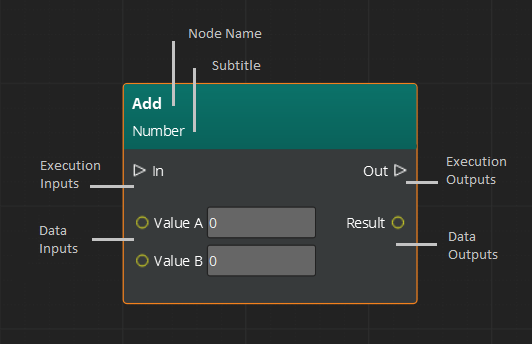 Node Name
Subtitle
Add
Number
Execution
Inputs
In
Out
Execution
Outputs
Data
Inputs
Value A 0
Result
Data
Outputs
Value B 0